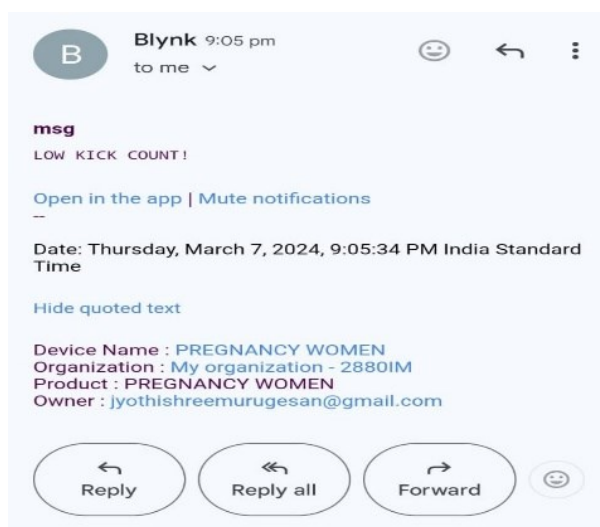 B
Blynk 9:05 pm
to me
msg
LOW KICK COUNT!
Open in the app | Mute notifications
--
Date: Thursday, March 7, 2024, 9:05:34 PM India Standard
Time
Hide quoted text
Device Name : PREGNANCY WOMEN
Organization : My organization - 2880IM
Product : PREGNANCY WOMEN
Owner : jyothishreemurugesan@gmail.com
Reply
Reply all
Forward